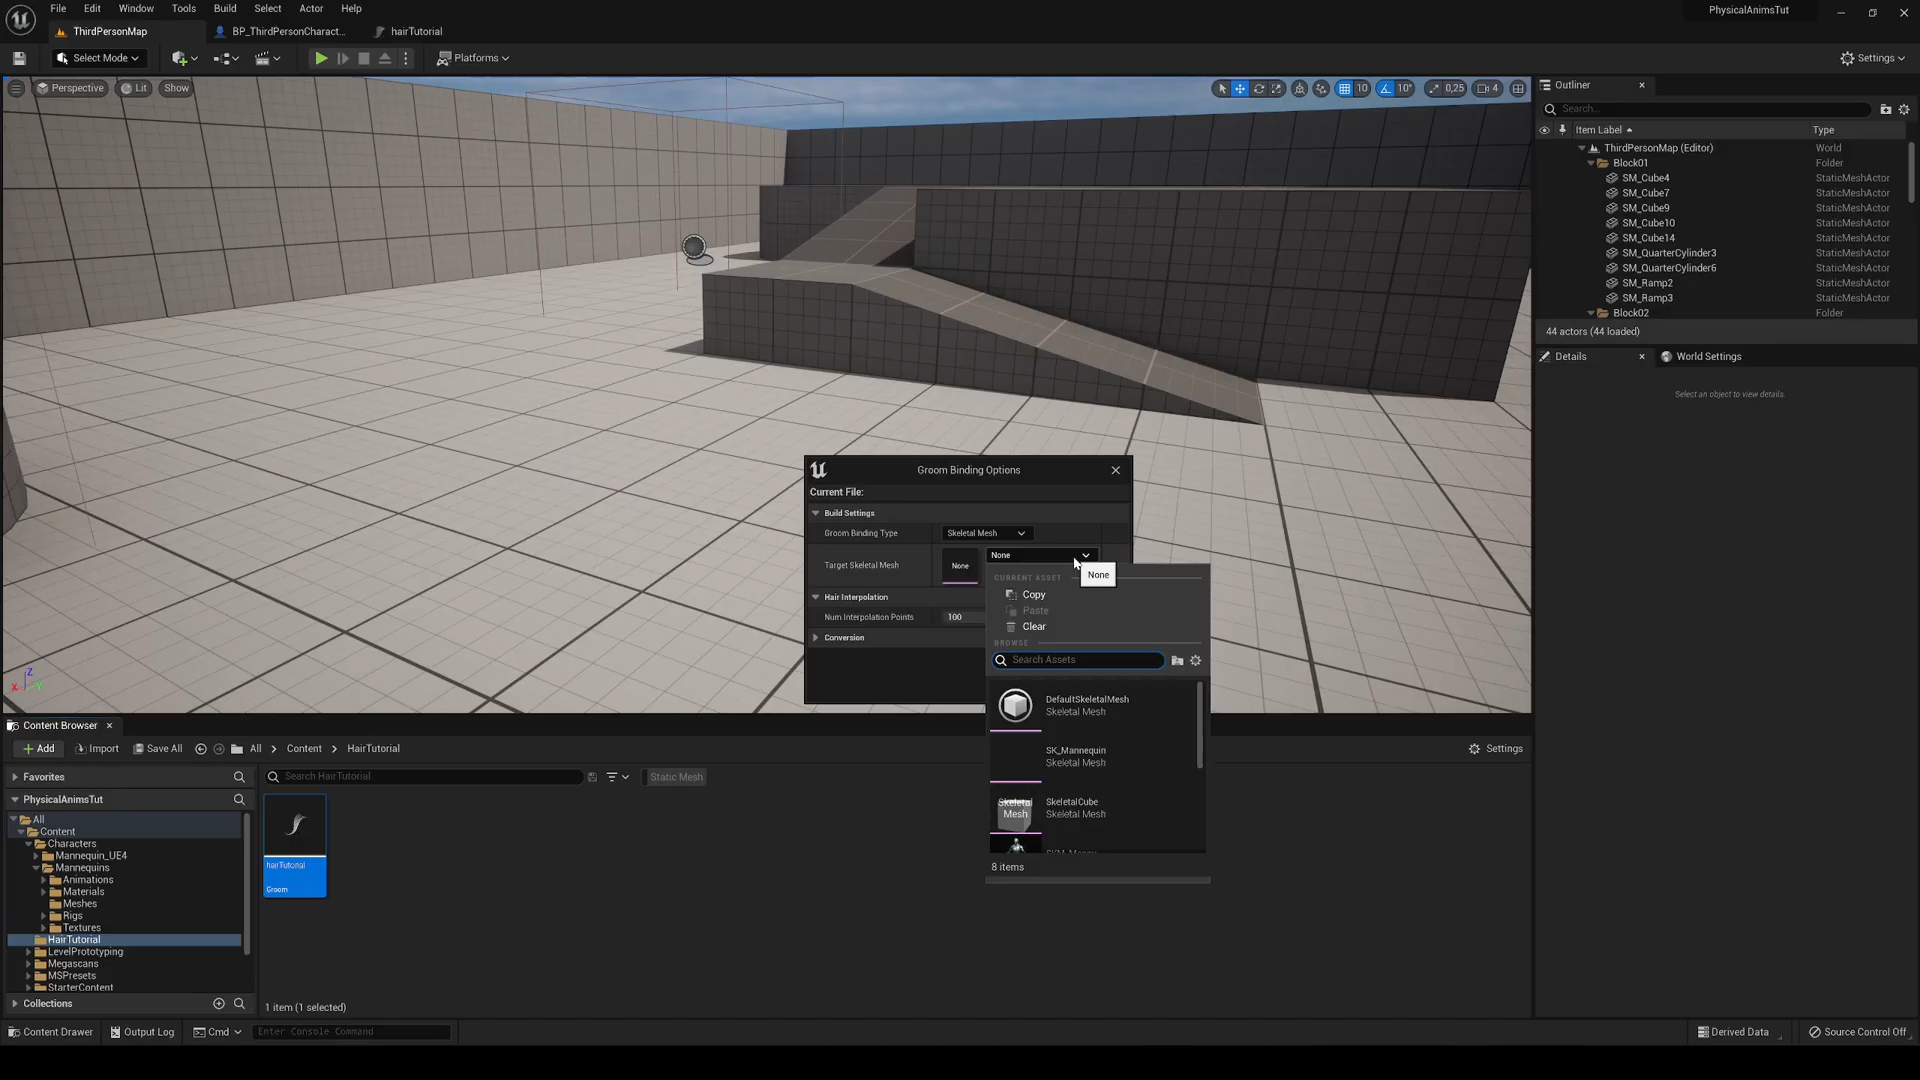 File Edit Window Tools Build Select Actor Help
PhysicalAnimsTut
ThirdPersonMap
BP_ThirdPersonCharact...
hairTutorial
Select Mode
Platforms
Settings
Perspective
Lit
Show
10
10°
0,25
4
Outliner
Search...
Item Label
Type
ThirdPersonMap (Editor) World
Block01 Folder
SM_Cube4 StaticMeshActor
SM_Cube7 StaticMeshActor
SM_Cube9 StaticMeshActor
SM_Cube10 StaticMeshActor
SM_Cube14 StaticMeshActor
SM_QuarterCylinder3 StaticMeshActor
SM_QuarterCylinder6 StaticMeshActor
SM_Ramp2 StaticMeshActor
SM_Ramp3 StaticMeshActor
Block02 Folder
44 actors (44 loaded)
Details
World Settings
Select an object to view details.
Groom Binding Options
Current File:
Build Settings
Groom Binding Type Skeletal Mesh
Target Skeletal Mesh None None
None
Hair Interpolation
Num Interpolation Points 100
Conversion
CURRENT ASSET
Copy
Paste
Clear
BROWSE
Search Assets
DefaultSkeletalMesh
Skeletal Mesh
SK_Mannequin
Skeletal Mesh
Skeletal
Mesh
SkeletalCube
Skeletal Mesh
8 items
Z
X
Y
Content Browser
Add
Import
Save All
All
Content
HairTutorial
Settings
Favorites
Search HairTutorial
Static Mesh
PhysicalAnimsTut
All
Content
Characters
Mannequin_UE4
Mannequins
Animations
Materials
Meshes
Rigs
Textures
HairTutorial
LevelPrototyping
Megascans
MSPresets
StarterContent
Collections
hairTutorial
Groom
1 item (1 selected)
Content Drawer
Output Log
Cmd
Enter Console Command
Derived Data
Source Control Off